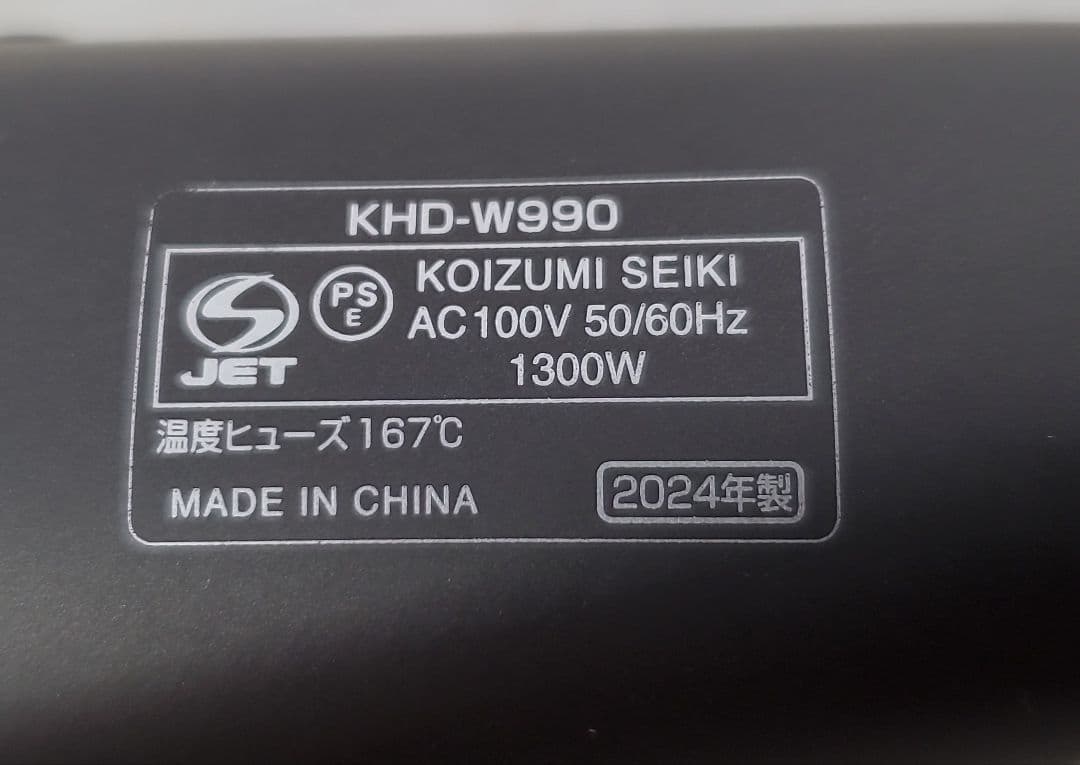 KHD-W990
JET
PS
E
KOIZUMI SEIKI
AC100V 50/60Hz
1300W
温度ヒューズ167℃
MADE IN CHINA
2024年製